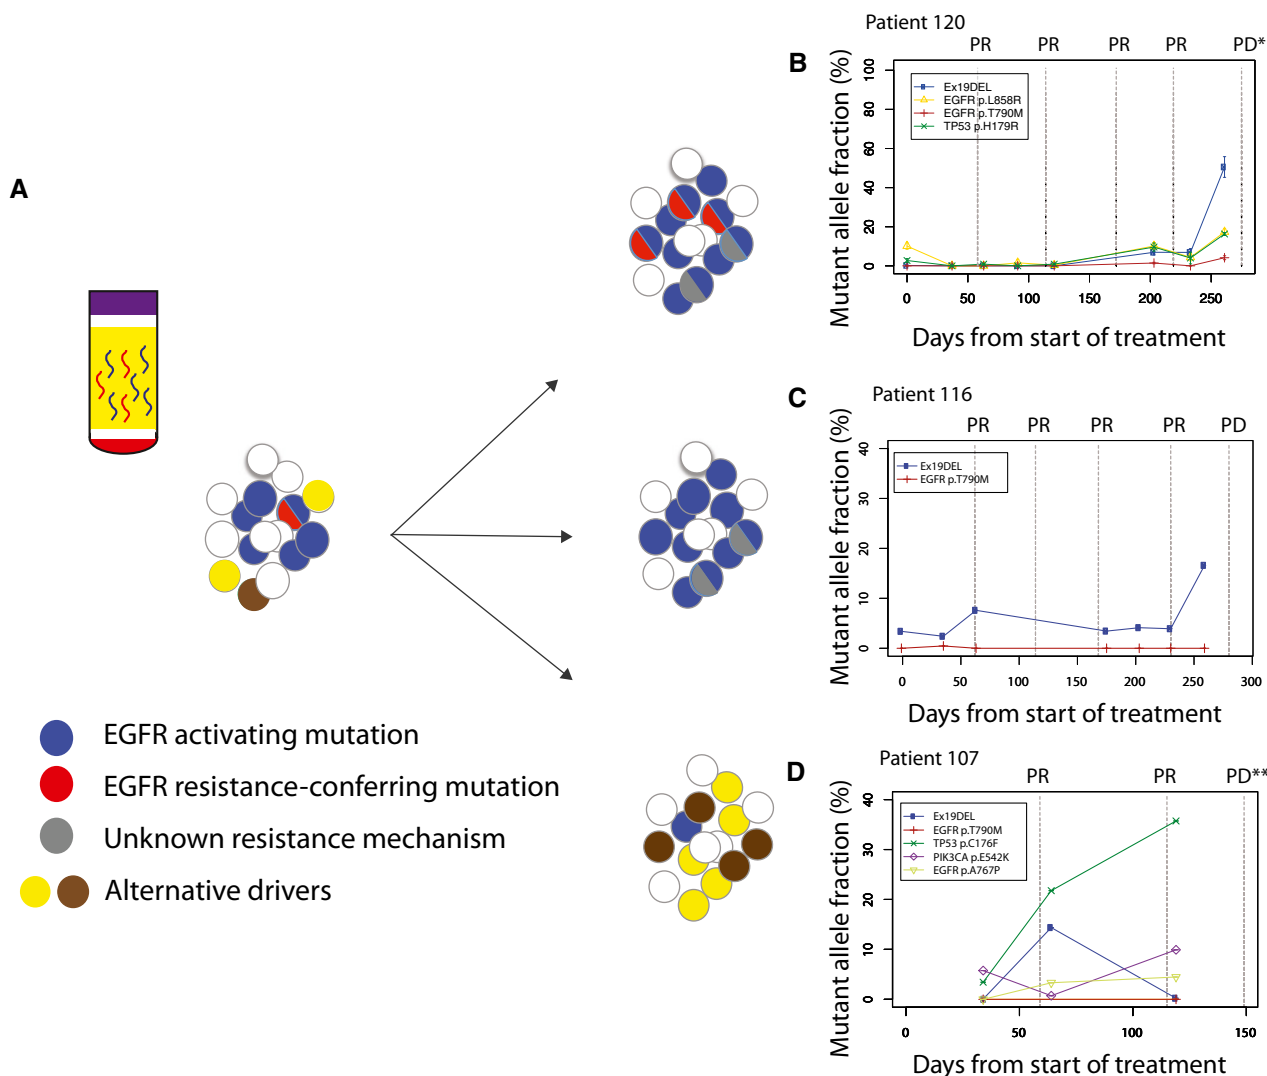 A
EGFR activating mutation
EGFR resistance-conferring mutation
Unknown resistance mechanism
Alternative drivers
B
Patient 120
PR PR PR PR PD*
Mutant allele fraction (%)
100
80
60
40
20
0
Ex19DEL
EGFR p.L858R
EGFR p.T790M
TP53 p.H179R
0 50 100 150 200 250
Days from start of treatment
C
Patient 116
PR PR PR PR PD
Mutant allele fraction (%)
40
30
20
10
0
Ex19DEL
EGFR p.T790M
0 50 100 150 200 250 300
Days from start of treatment
D
Patient 107
PR PR PD**
Mutant allele fraction (%)
40
30
20
10
0
Ex19DEL
EGFR p.T790M
TP53 p.C176F
PIK3CA p.E542K
EGFR p.A767P
0 50 100 150
Days from start of treatment